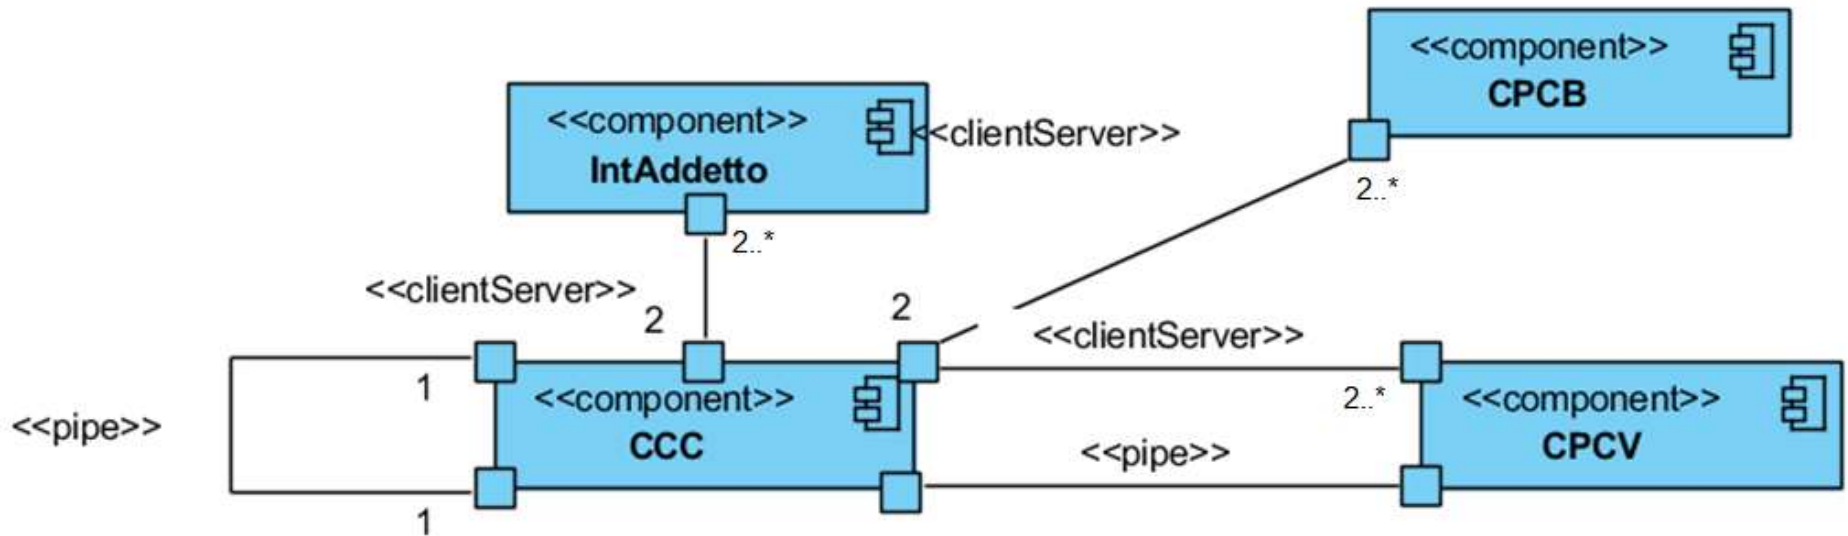 <<component>>
CPCB
<<component>>
IntAddetto
<<clientServer>>
2..*
2..*
<<clientServer>>
2
2
<<clientServer>>
1
2..*
<<component>>
CCC
<<component>>
CPCV
<<pipe>>
<<pipe>>
1